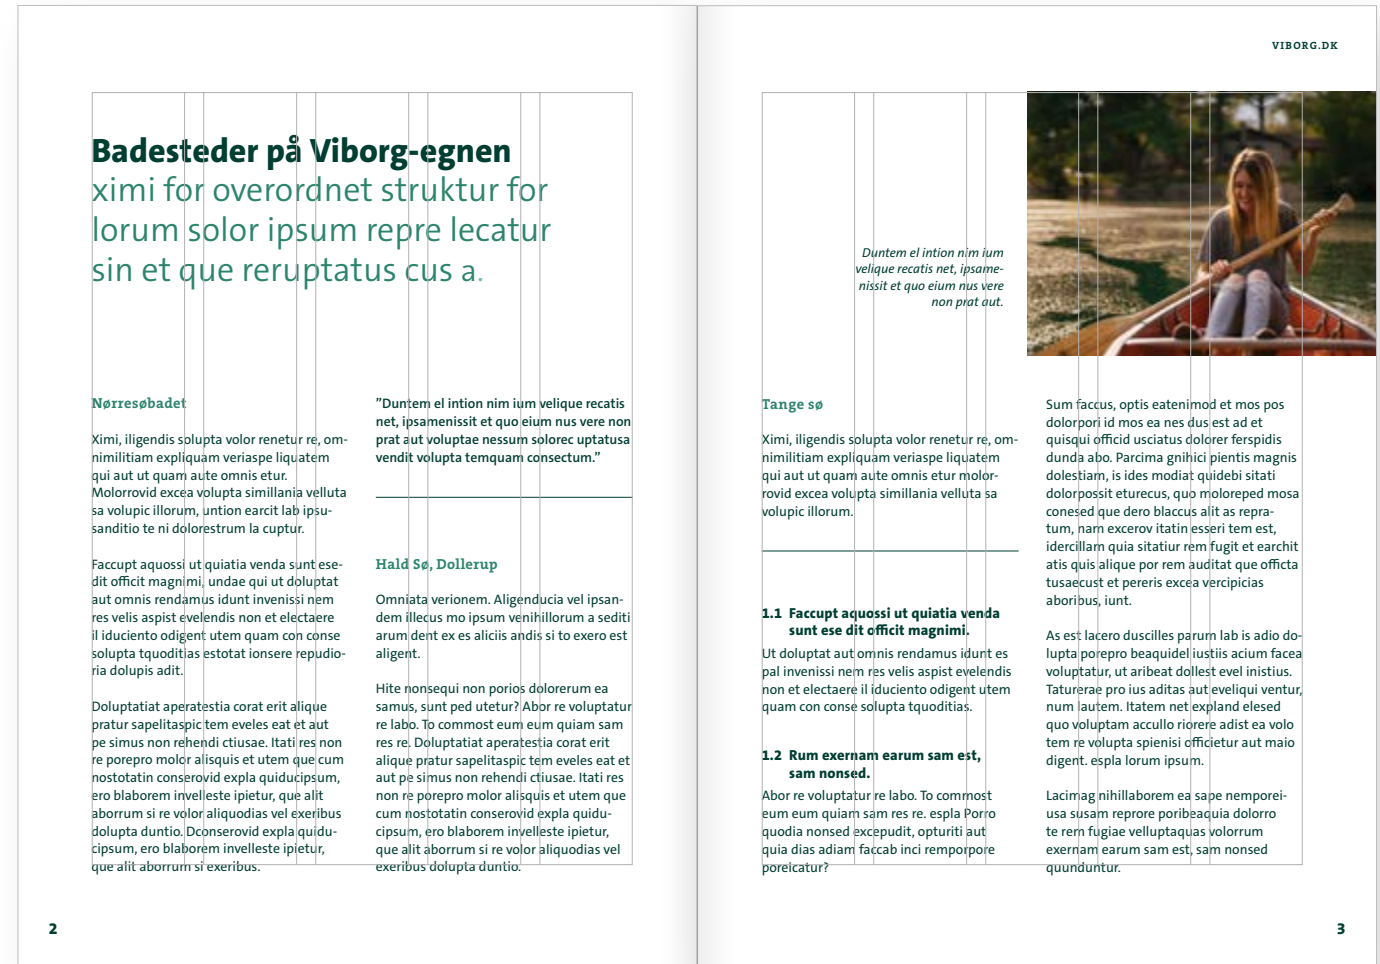 Badesteder på Viborg-egnen
ximi for overordnet struktur for
lorum solor ipsum repre lecatur
sin et que reruptatus cus a.
Nørresøbadet
Ximi, iligendis solupta volor renetur re, om-
nimilitiam expliquam veriaspe liquatem
qui aut ut quam aute omnis etur.
Molorrovid excea volupta simillania velluta
sa volupic illorum, untion earcit lab ipsu-
sanditio te ni dolorestrum la cuptur.
Faccupt aquossi ut quiatia venda sunt ese-
dit officit magnimi, undae qui ut doluptat
aut omnis rendamus idunt invenissi nem
res velis aspist evelendis non et electaere
il iduciento odigent utem quam con conse
solupta tquoditias estotat ionsere repudio-
ria dolupis adit.
Doluptatiat aperatestia corat erit alique
pratur sapelitaspic tem eveles eat et aut
pe simus non rehendi ctiusae. Itati res non
re porepro molor alisquis et utem que cum
nostotatin conserovid expla quiducipsum,
ero blaborem invelleste ipietur, que alit
aborrum si re volor aliquodias vel exeribus
dolupta duntio. Dconserovid expla quidu-
cipsum, ero blaborem invelleste ipietur,
que alit aborrum si exeribus.
”Duntem el intion nim ium velique recatis
net, ipsamenissit et quo eium nus vere non
prat aut voluptae nessum solorec uptatusa
vendit volupta temquam consectum.”
Hald Sø, Dollerup
Omniata verionem. Aligenducia vel ipsan-
dem illecus mo ipsum venihillorum a sediti
arum dent ex es aliciis andis si to exero est
aligent.
Hite nonsequi non porios dolorerum ea
samus, sunt ped utetur? Abor re voluptatur
re labo. To commost eum eum quiam sam
res re. Doluptatiat aperatestia corat erit
alique pratur sapelitaspic tem eveles eat et
aut pe simus non rehendi ctiusae. Itati res
non re porepro molor alisquis et utem que
cum nostotatin conserovid expla quidu-
cipsum, ero blaborem invelleste ipietur,
que alit aborrum si re volor aliquodias vel
exeribus dolupta duntio.
2
VIBORG.DK
Duntem el intion nim ium
velique recatis net, ipsame-
nissit et quo eium nus vere
non prat aut.
Tange sø
Ximi, iligendis solupta volor renetur re, om-
nimilitiam expliquam veriaspe liquatem
qui aut ut quam aute omnis etur molor-
rovid excea volupta simillania velluta sa
volupic illorum.
1.1 Faccupt aquossi ut quiatia venda
sunt ese dit officit magnimi.
Ut doluptat aut omnis rendamus idunt es
pal invenissi nem res velis aspist evelendis
non et electaere il iduciento odigent utem
quam con conse solupta tquoditias.
1.2 Rum exernam earum sam est,
sam nonsed.
Abor re voluptatur re labo. To commost
eum eum quiam sam res re. espla Porro
quodia nonsed excepudit, opturiti aut
quia dias adiam faccab inci remporpore
poreicatur?
Sum faccus, optis eatenimod et mos pos
dolorpori id mos ea nes dus est ad et
quisqui officid usciatus dolorer ferspidis
dunda abo. Parcima gnihici pientis magnis
dolestiam, is ides modiat quidebi sitati
dolorpossit eturecus, quo moloreped mosa
conesed que dero blaccus alit as repra-
tum, nam excerov itatin esseri tem est,
idercillam quia sitatiur rem fugit et earchit
atis quis alique por rem auditat que officta
tusaecust et pereris excea vercipicias
aboribus, iunt.
As est lacero duscilles parum lab is adio do-
lupta porepro beaquidel iustiis acium facea
voluptatur, ut aribeat dollest evel inistius.
Taturerae pro ius aditas aut eveliqui ventur,
num lautem. Itatem net expland elesed
quo voluptam accullo riorere adist ea volo
tem re volupta spienisi officietur aut maio
digent. espla lorum ipsum.
Lacimag nihillaborem ea sape nemporei-
usa susam reprore poribeaquia dolorro
te rem fugiae velluptaquas volorrum
exernam earum sam est, sam nonsed
quunduntur.
3